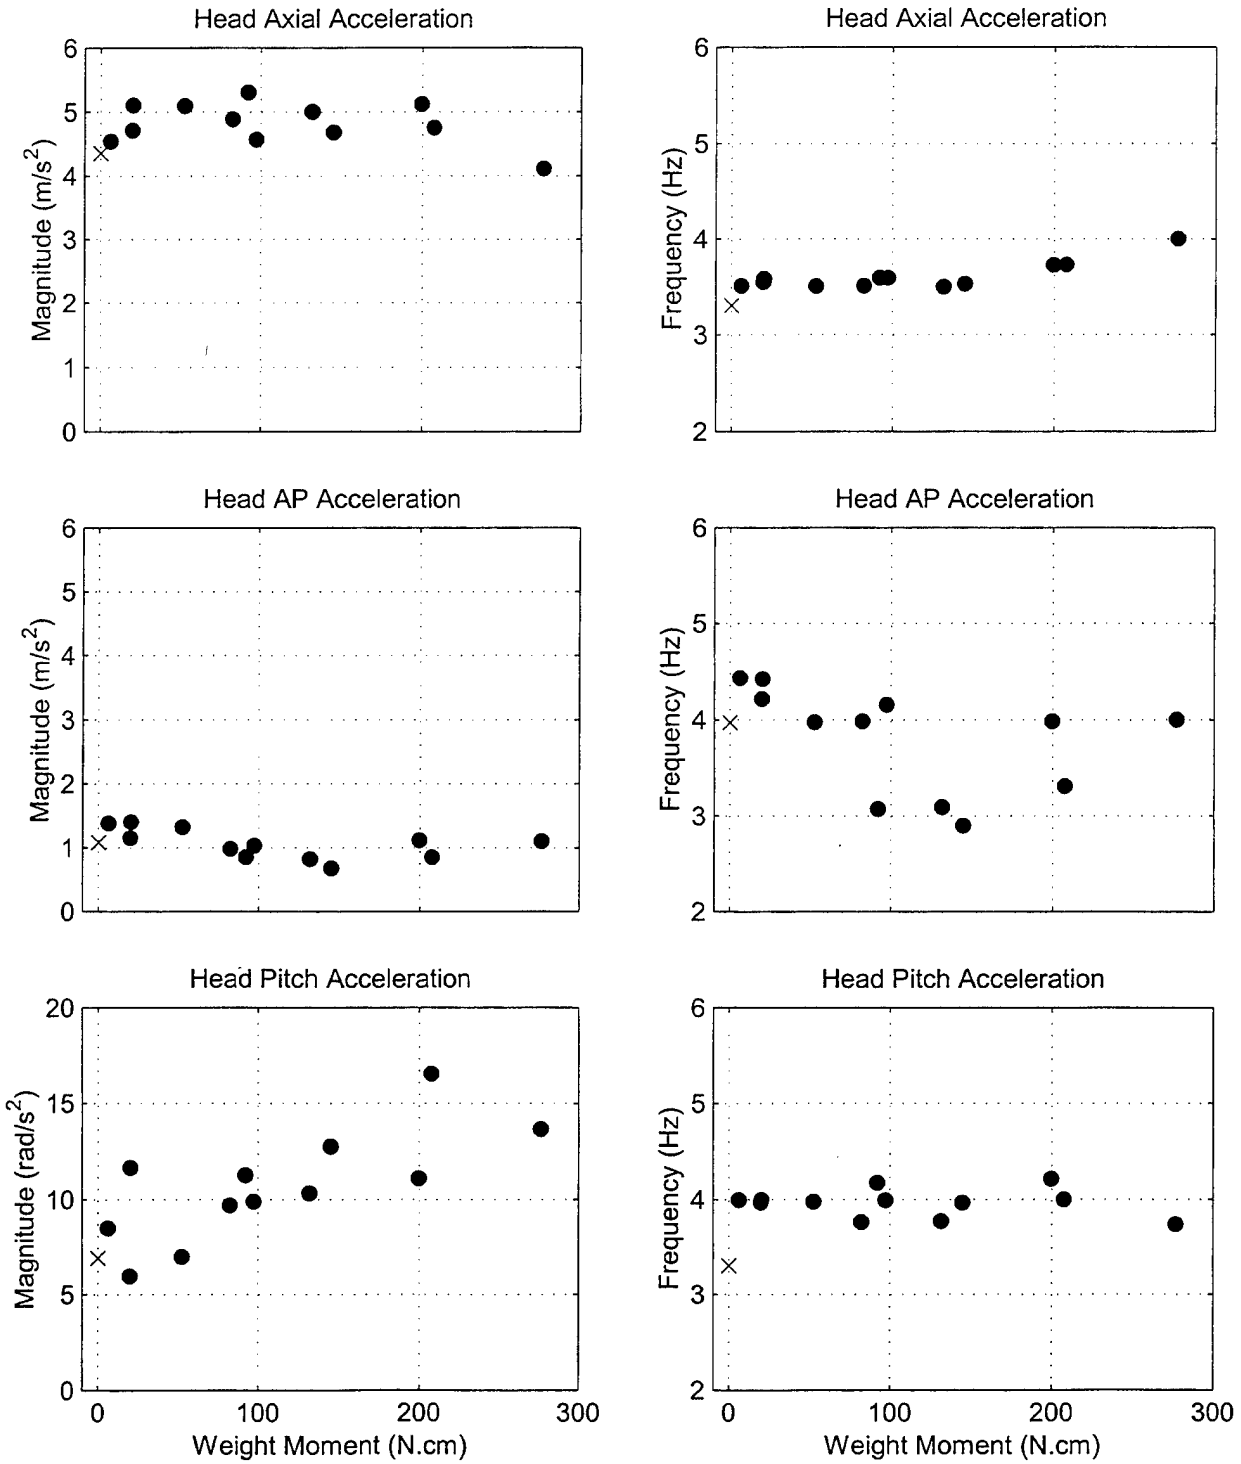 Head Axial Acceleration
Magnitude (m/s²)
6
5
4
3
2
1
0
Head Axial Acceleration
Frequency (Hz)
6
5
4
3
2
Head AP Acceleration
Magnitude (m/s²)
6
5
4
3
2
1
0
Head AP Acceleration
Frequency (Hz)
6
5
4
3
2
Head Pitch Acceleration
Magnitude (rad/s²)
20
15
10
5
0
0 100 200 300
Weight Moment (N.cm)
Head Pitch Acceleration
Frequency (Hz)
6
5
4
3
2
0 100 200 300
Weight Moment (N.cm)